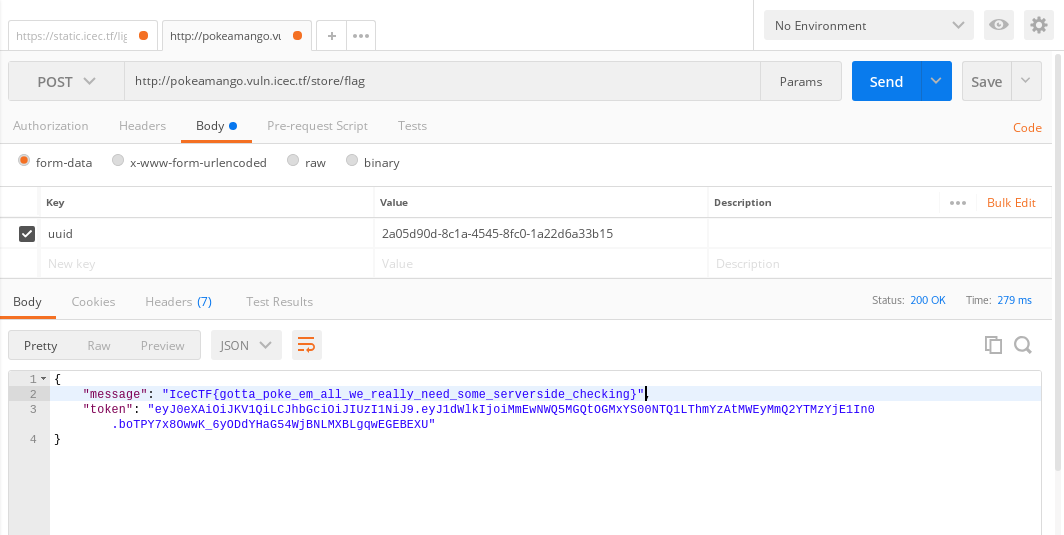 https://static.icec.tf/lig
http://pokeamango.vu
No Environment
POST
http://pokeamango.vuln.icec.tf/store/flag
Params
Send
Save
Authorization
Headers
Body
Pre-request Script
Tests
Code
form-data
x-www-form-urlencoded
raw
binary
Key
Value
Description
Bulk Edit
uuid
2a05d90d-8c1a-4545-8fc0-1a22d6a33b15
New key
Value
Description
Body
Cookies
Headers (7)
Test Results
Status: 200 OK
Time: 279 ms
Pretty
Raw
Preview
JSON
1 {
2 "message": "IceCTF{gotta_poke_em_all_we_really_need_some_serverside_checking}",
3 "token": "eyJ0eXAiOiJKV1QiLCJhbGciOiJIUzI1NiJ9.eyJ1dWlkIjoiMmEwNWQ5MGQtOGMxYS00NTQ1LThmYzAtMWEyMmQ2YTMzYjE1In0
.boTPY7x8OwwK_6yODdYHaG54WjBNLMXBLgqwEGEBEXU"
4 }